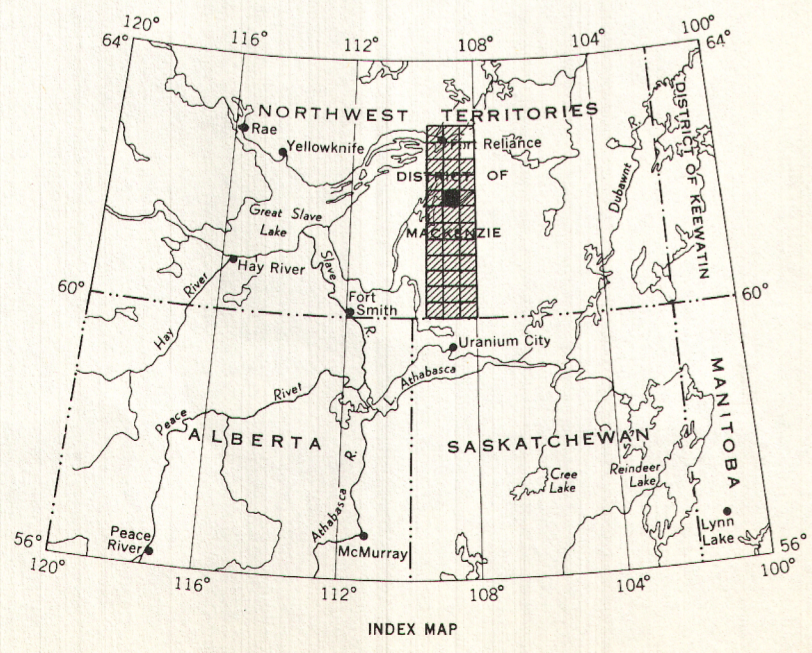 120°
116°
112°
108°
104°
100°
64°
64°
NORTHWEST TERRITORIES
Rae
Yellowknife
Fort Reliance
DISTRICT OF
MACKENZIE
DISTRICT OF KEEWATIN
Dubawnt
Great Slave
Lake
Hay River
Slave
R.
Hay
River
60°
60°
Fort
Smith
Uranium City
L. Athabasca
Peace
River
ALBERTA
SASKATCHEWAN
MANITOBA
Athabasca
R.
Cree
Lake
Reindeer
Lake
Peace
River
McMurray
Lynn
Lake
56°
56°
120°
116°
112°
108°
104°
100°
INDEX MAP